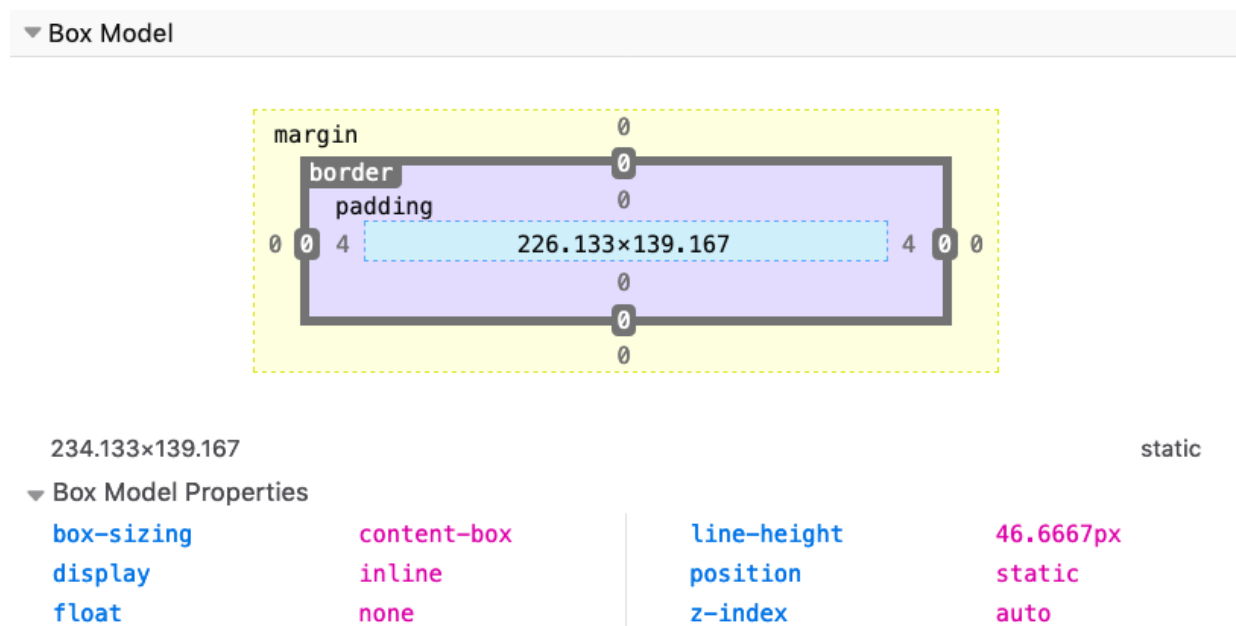 Box Model
margin
0
border
0
padding
0
0 0 4 226.133×139.167 4 0 0
0
0
0
234.133×139.167 static
Box Model Properties
box-sizing content-box line-height 46.6667px
display inline position static
float none z-index auto